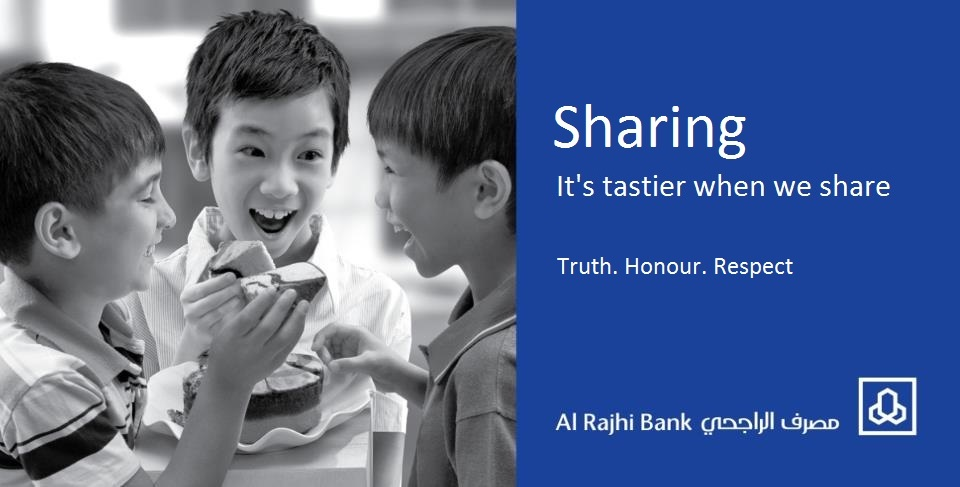 Sharing
It's tastier when we share
Truth. Honour. Respect
Al Rajhi Bank مصرف الراجحي